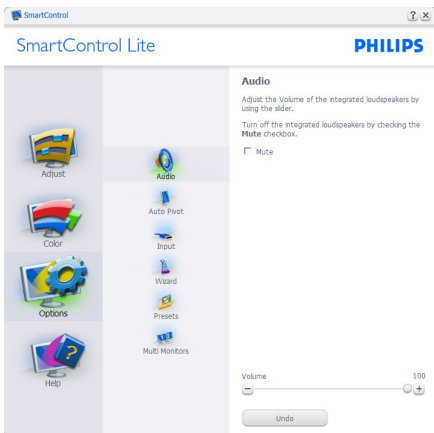 SmartControl
SmartControl Lite
PHILIPS
Adjust
Color
Options
Help
Audio
Auto Pivot
Input
Wizard
Presets
Multi Monitors
Audio
Adjust the Volume of the integrated loudspeakers by
using the slider.
Turn off the integrated loudspeakers by checking the
Mute checkbox.
Mute
Volume 100
Undo